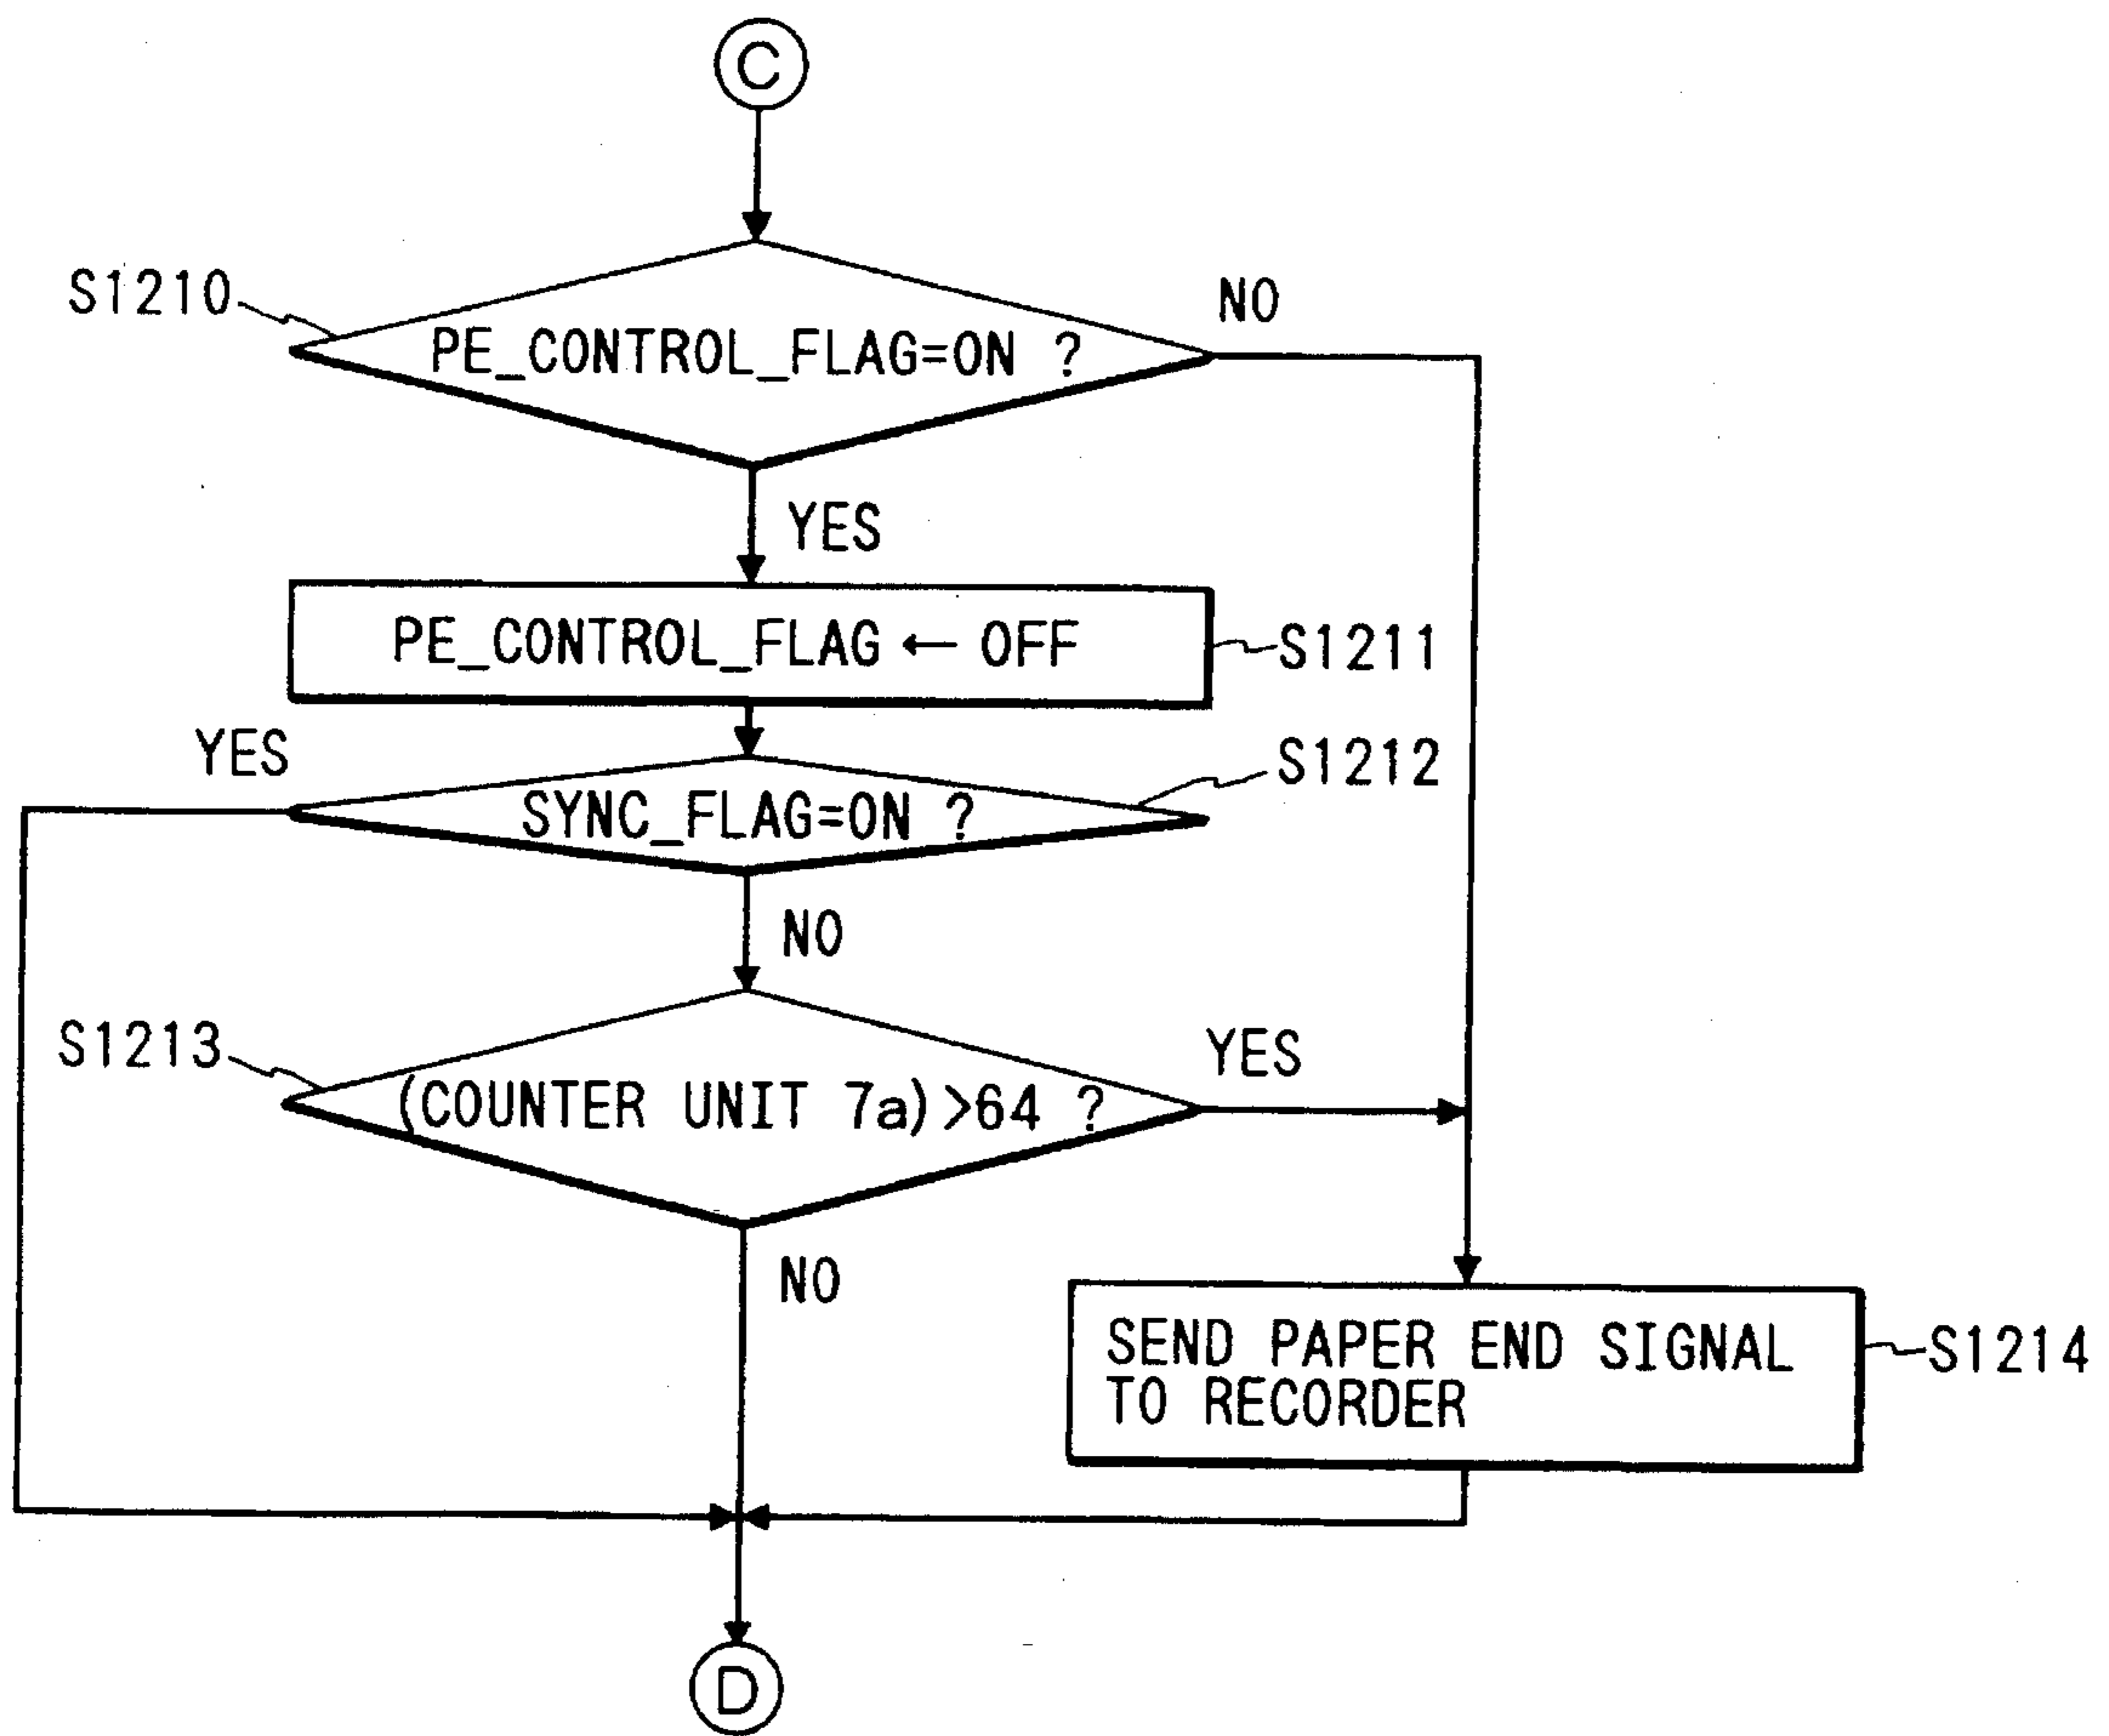 C
S1210
PE_CONTROL_FLAG=ON ?
NO
YES
PE_CONTROL_FLAG ← OFF
S1211
YES
S1212
SYNC_FLAG=ON ?
NO
S1213
(COUNTER UNIT 7a)>64 ?
YES
NO
SEND PAPER END SIGNAL
TO RECORDER
S1214
D